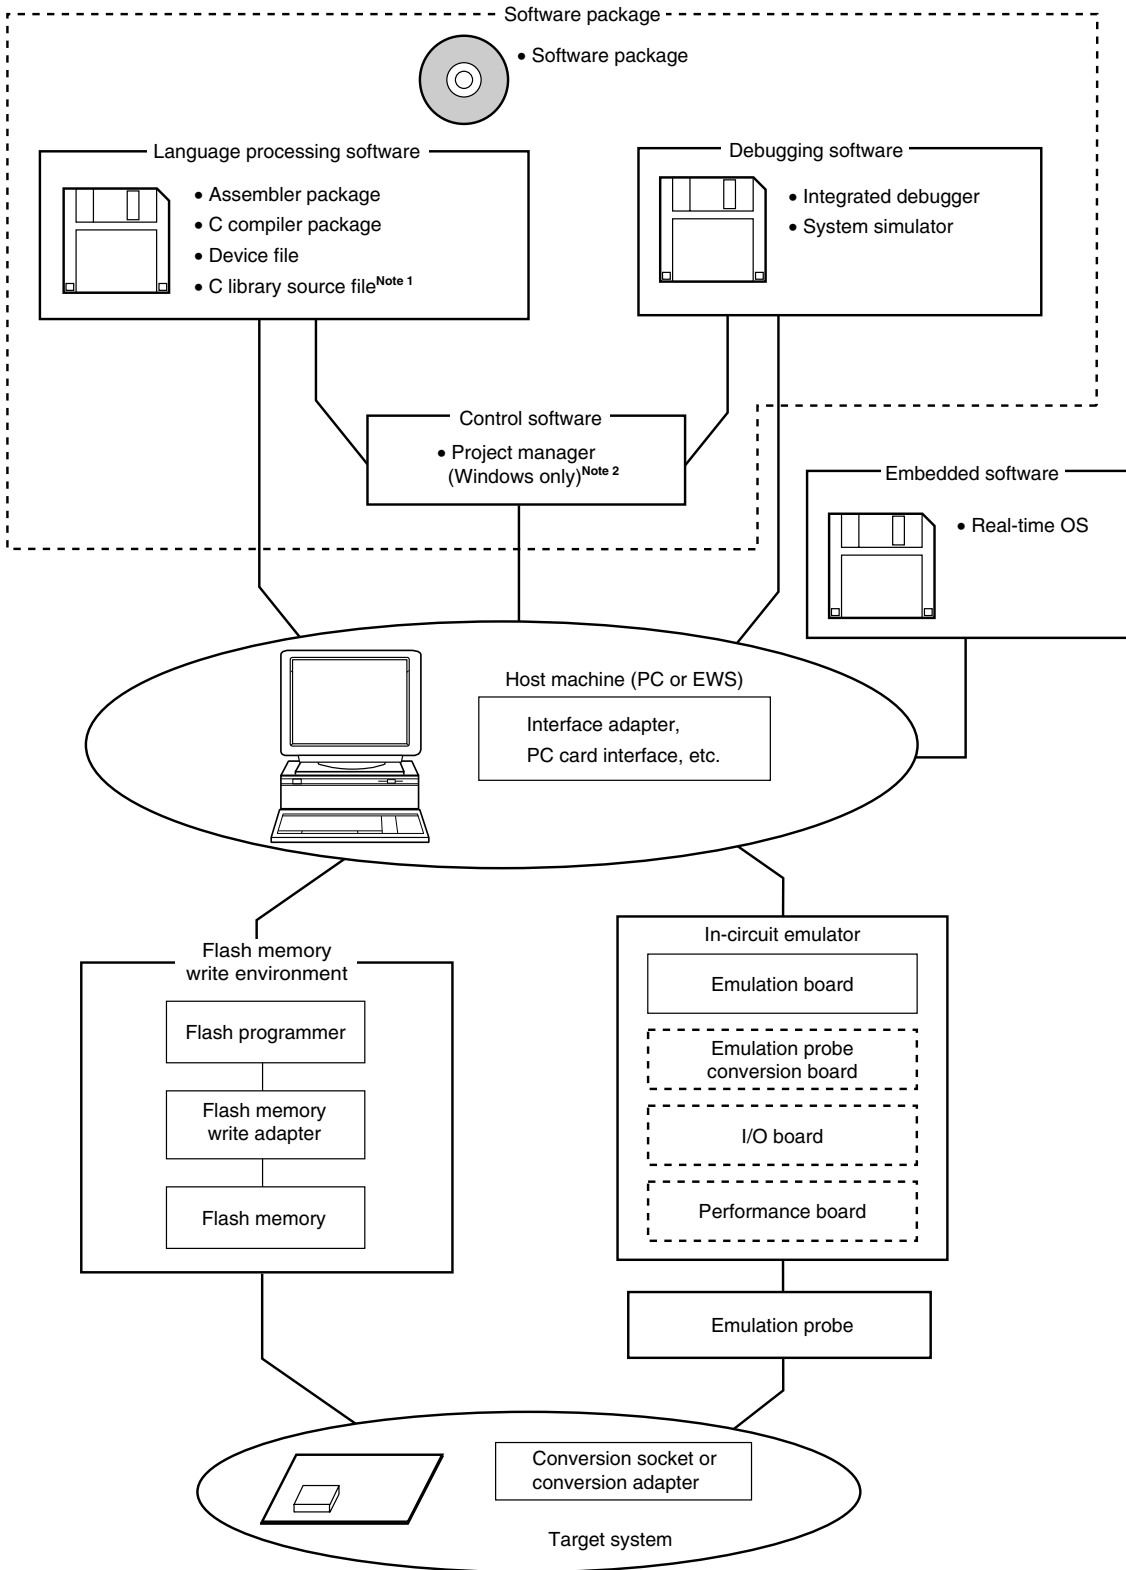 Software package
• Software package
Language processing software
• Assembler package
• C compiler package
• Device file
• C library source fileNote 1
Debugging software
• Integrated debugger
• System simulator
Control software
• Project manager
(Windows only)Note 2
Embedded software
• Real-time OS
Host machine (PC or EWS)
Interface adapter,
PC card interface, etc.
Flash memory
write environment
Flash programmer
Flash memory
write adapter
Flash memory
In-circuit emulator
Emulation board
Emulation probe
conversion board
I/O board
Performance board
Emulation probe
Conversion socket or
conversion adapter
Target system